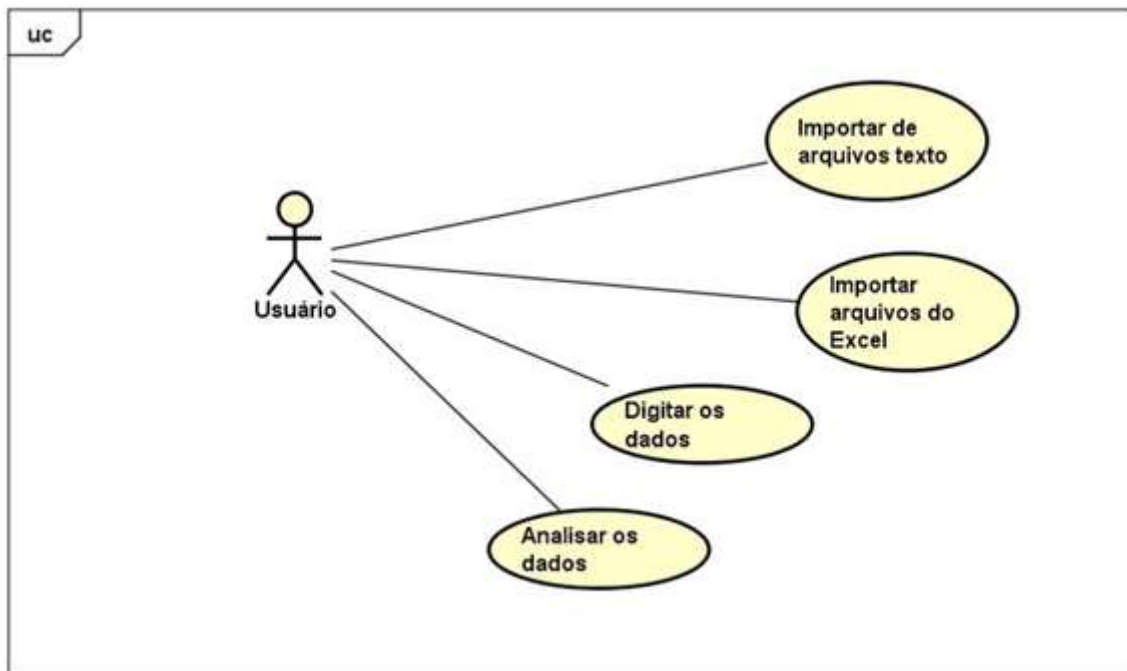 uc
Importar de
arquivos texto
Usuário
Importar
arquivos do
Excel
Digitar os
dados
Analisar os
dados